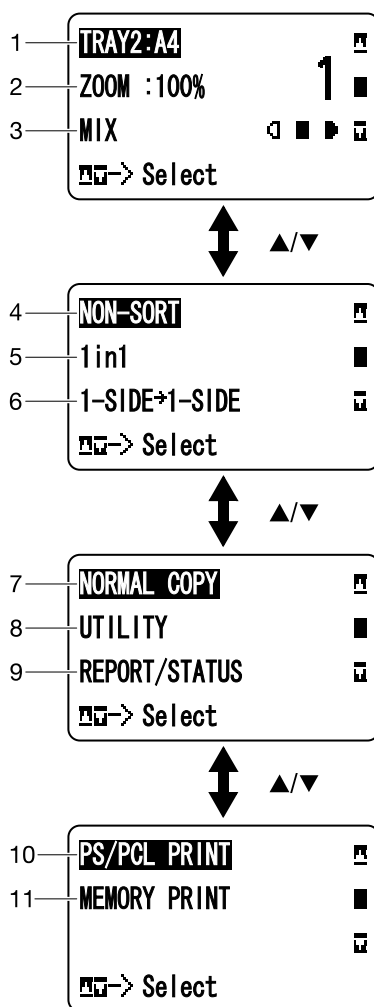 1 TRAY2:A4
2 ZOOM :100% 1
3 MIX
-> Select
▲/▼
4 NON-SORT
5 1in1
6 1-SIDE→1-SIDE
-> Select
▲/▼
7 NORMAL COPY
8 UTILITY
9 REPORT/STATUS
-> Select
▲/▼
10 PS/PCL PRINT
11 MEMORY PRINT
-> Select